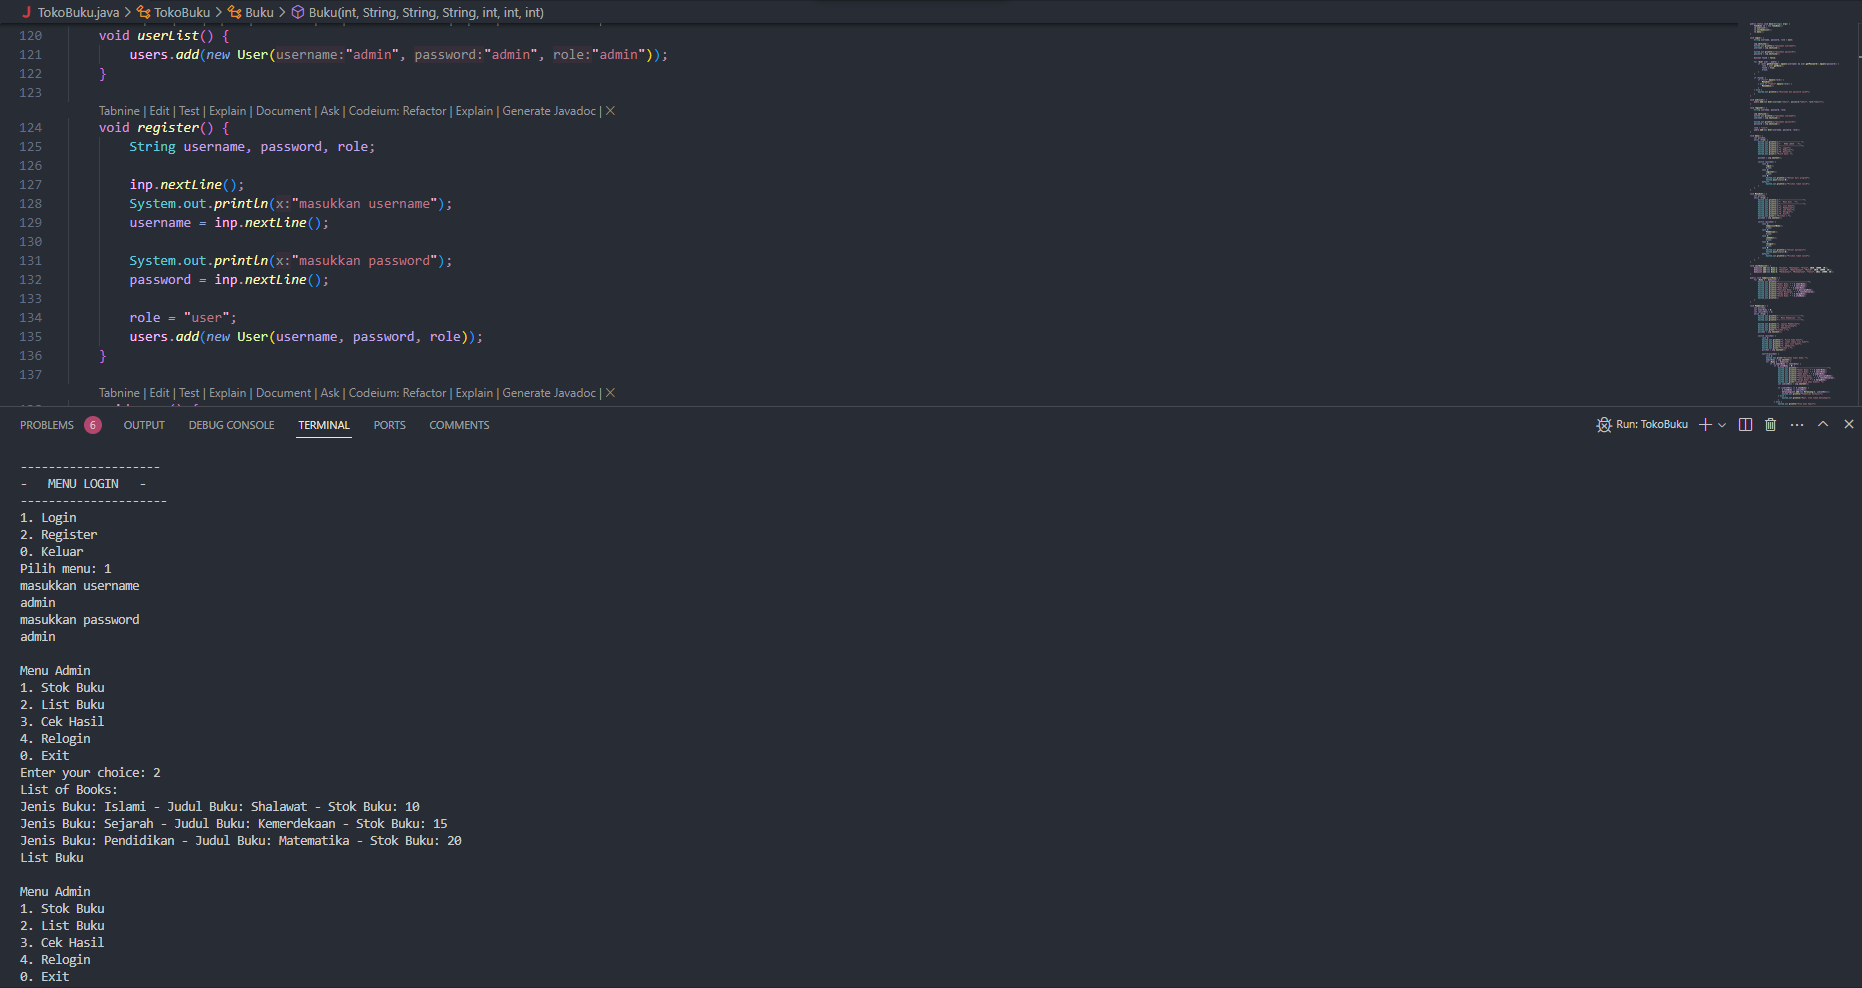 TokoBuku.java > TokoBuku > Buku > Buku(int, String, String, String, int, int, int)
120 void userList() {
121 users.add(new User(username:"admin", password:"admin", role:"admin"));
122 }
123
Tabnine | Edit | Test | Explain | Document | Ask | Codeium: Refactor | Explain | Generate Javadoc | ×
124 void register() {
125 String username, password, role;
126
127 inp.nextLine();
128 System.out.println(x:"masukkan username");
129 username = inp.nextLine();
130
131 System.out.println(x:"masukkan password");
132 password = inp.nextLine();
133
134 role = "user";
135 users.add(new User(username, password, role));
136 }
137
Tabnine | Edit | Test | Explain | Document | Ask | Codeium: Refactor | Explain | Generate Javadoc | ×
PROBLEMS 6 OUTPUT DEBUG CONSOLE TERMINAL PORTS COMMENTS Run: TokoBuku
--------------------
- MENU LOGIN -
---------------------
1. Login
2. Register
0. Keluar
Pilih menu: 1
masukkan username
admin
masukkan password
admin
Menu Admin
1. Stok Buku
2. List Buku
3. Cek Hasil
4. Relogin
0. Exit
Enter your choice: 2
List of Books:
Jenis Buku: Islami - Judul Buku: Shalawat - Stok Buku: 10
Jenis Buku: Sejarah - Judul Buku: Kemerdekaan - Stok Buku: 15
Jenis Buku: Pendidikan - Judul Buku: Matematika - Stok Buku: 20
List Buku
Menu Admin
1. Stok Buku
2. List Buku
3. Cek Hasil
4. Relogin
0. Exit